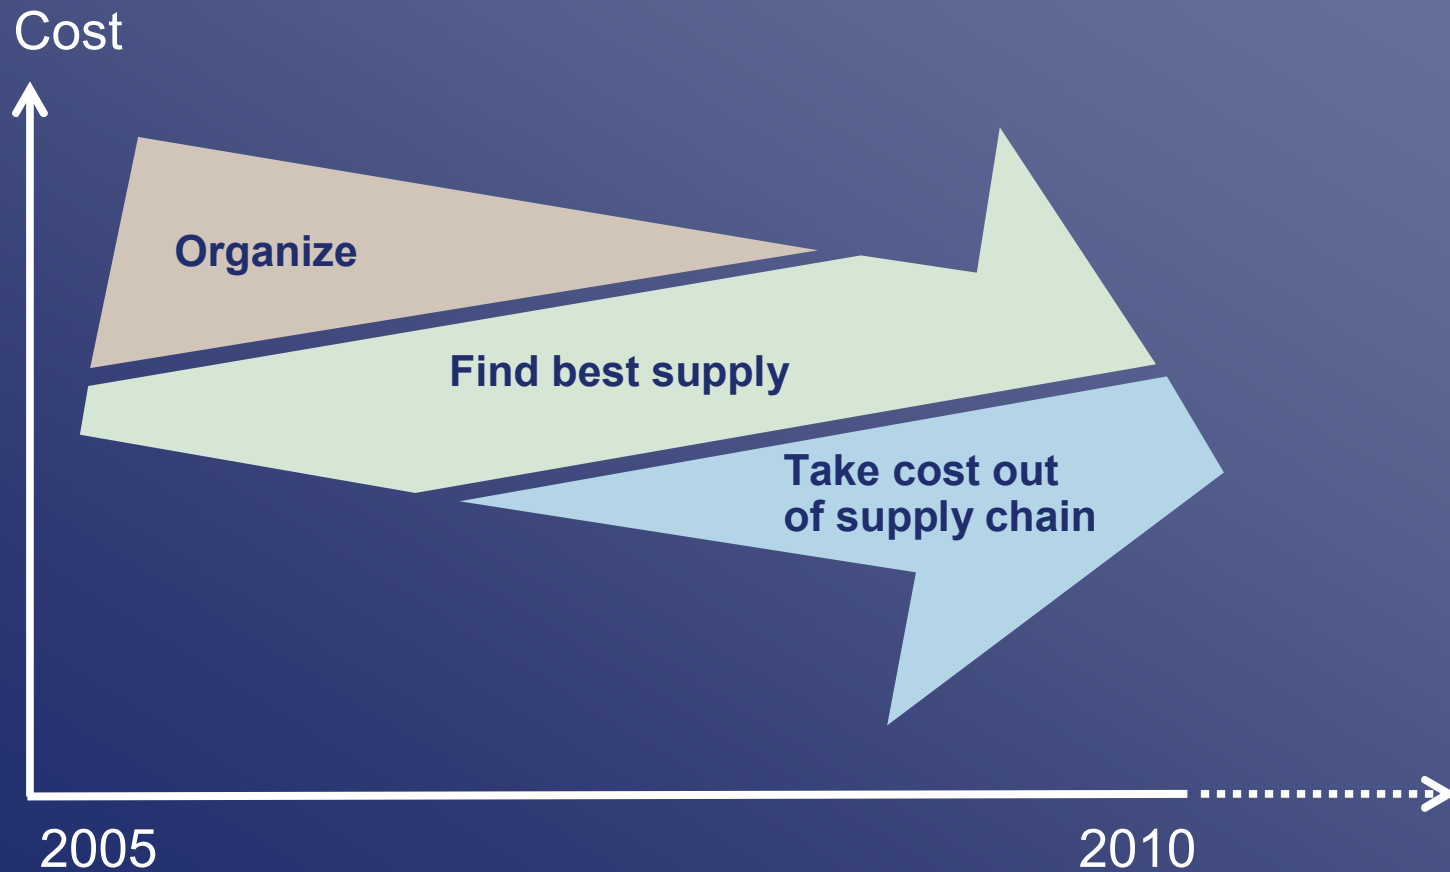 Cost
Organize
Find best supply
Take cost out
of supply chain
2005
2010